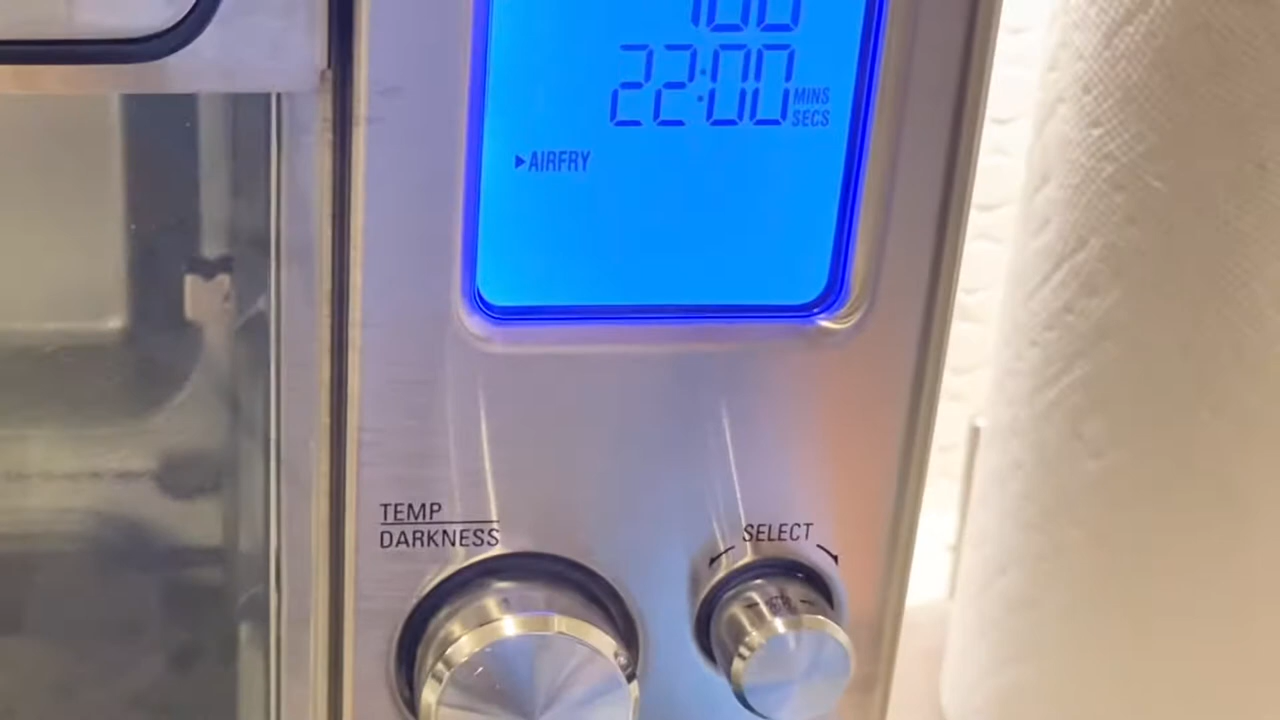 22:00 MINS
SECS
▶AIRFRY
TEMP
DARKNESS
SELECT